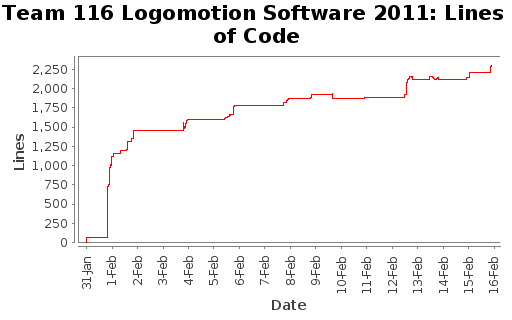 Team 116 Logomotion Software 2011: Lines
of Code
Lines
2,250
2,000
1,750
1,500
1,250
1,000
750
500
250
0
31-Jan
1-Feb
2-Feb
3-Feb
4-Feb
5-Feb
6-Feb
7-Feb
8-Feb
9-Feb
10-Feb
11-Feb
12-Feb
13-Feb
14-Feb
15-Feb
16-Feb
Date